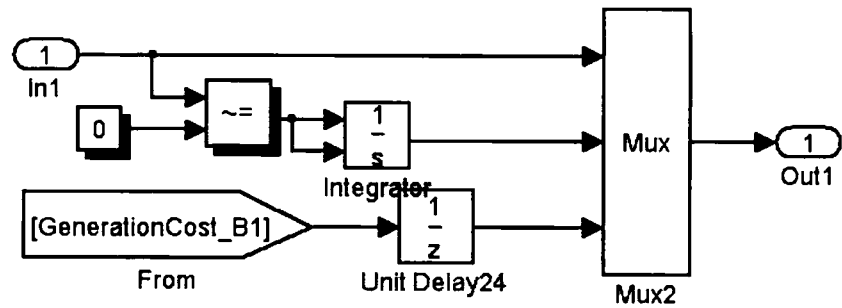 1
In1
0
~=
1
s
Integrator
[GenerationCost_B1]
From
1
z
Unit Delay24
Mux
Mux2
1
Out1